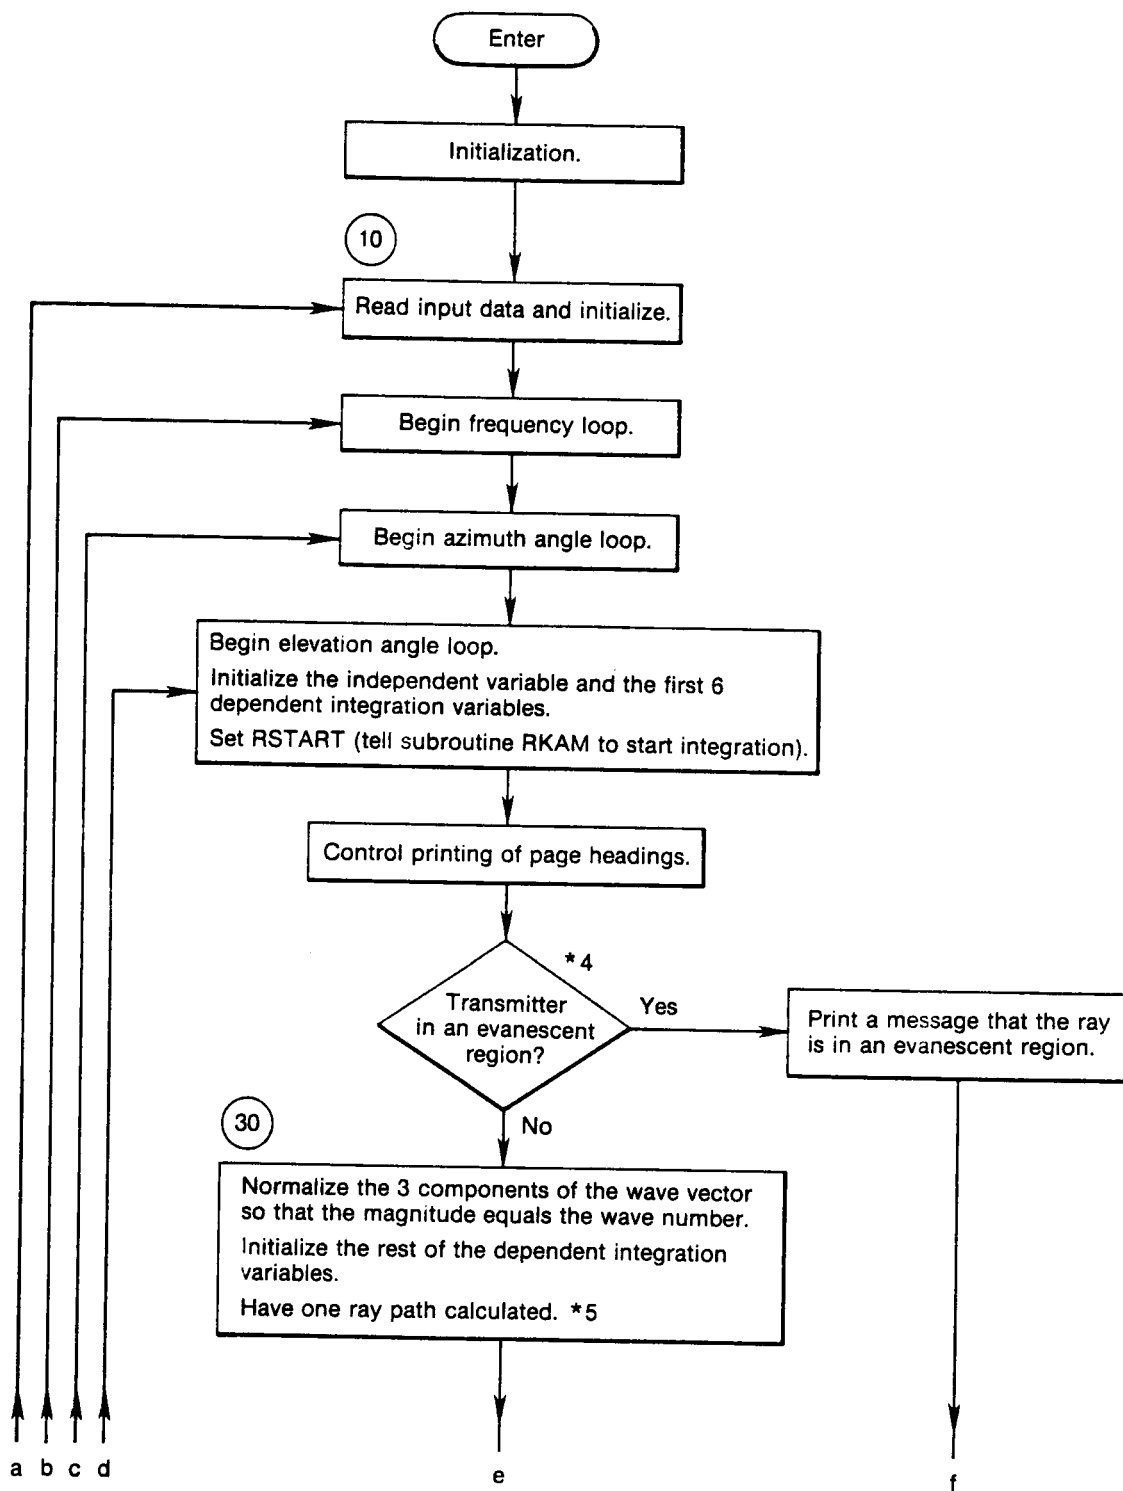 Enter
Initialization.
10
Read input data and initialize.
Begin frequency loop.
Begin azimuth angle loop.
Begin elevation angle loop.
Initialize the independent variable and the first 6
dependent integration variables.
Set RSTART (tell subroutine RKAM to start integration).
Control printing of page headings.
*4
Transmitter
in an evanescent
region?
Yes
Print a message that the ray
is in an evanescent region.
No
30
Normalize the 3 components of the wave vector
so that the magnitude equals the wave number.
Initialize the rest of the dependent integration
variables.
Have one ray path calculated. *5
a b c d
e
f